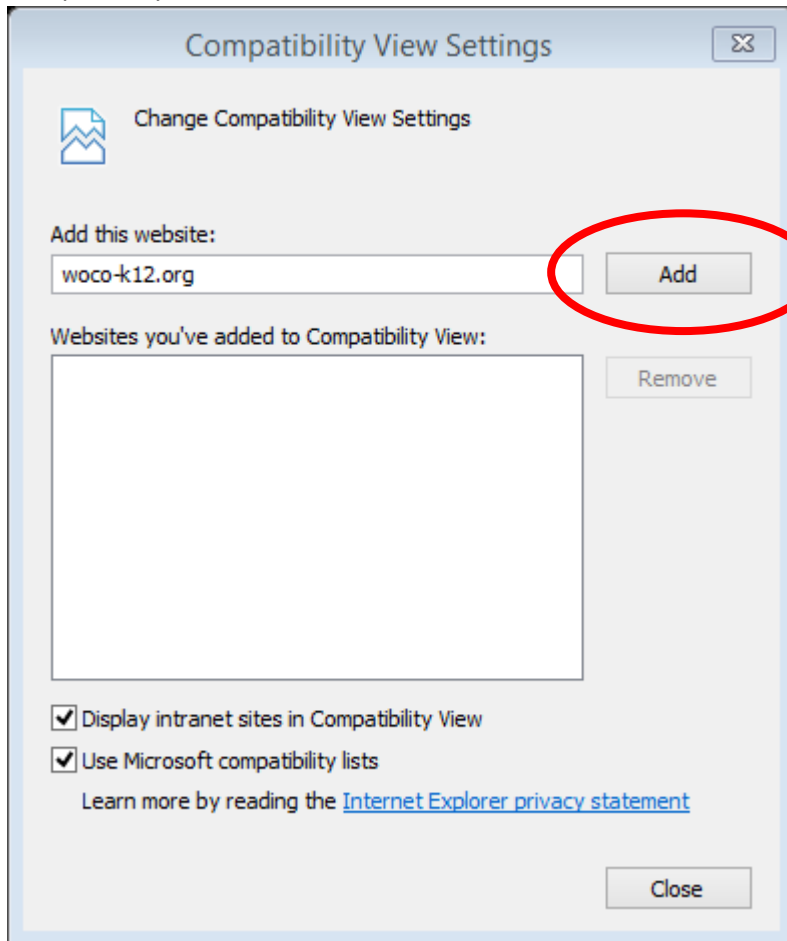 Compatibility View Settings
Change Compatibility View Settings
Add this website:
woco-k12.org
Add
Websites you've added to Compatibility View:
Remove
Display intranet sites in Compatibility View
Use Microsoft compatibility lists
Learn more by reading the Internet Explorer privacy statement
Close